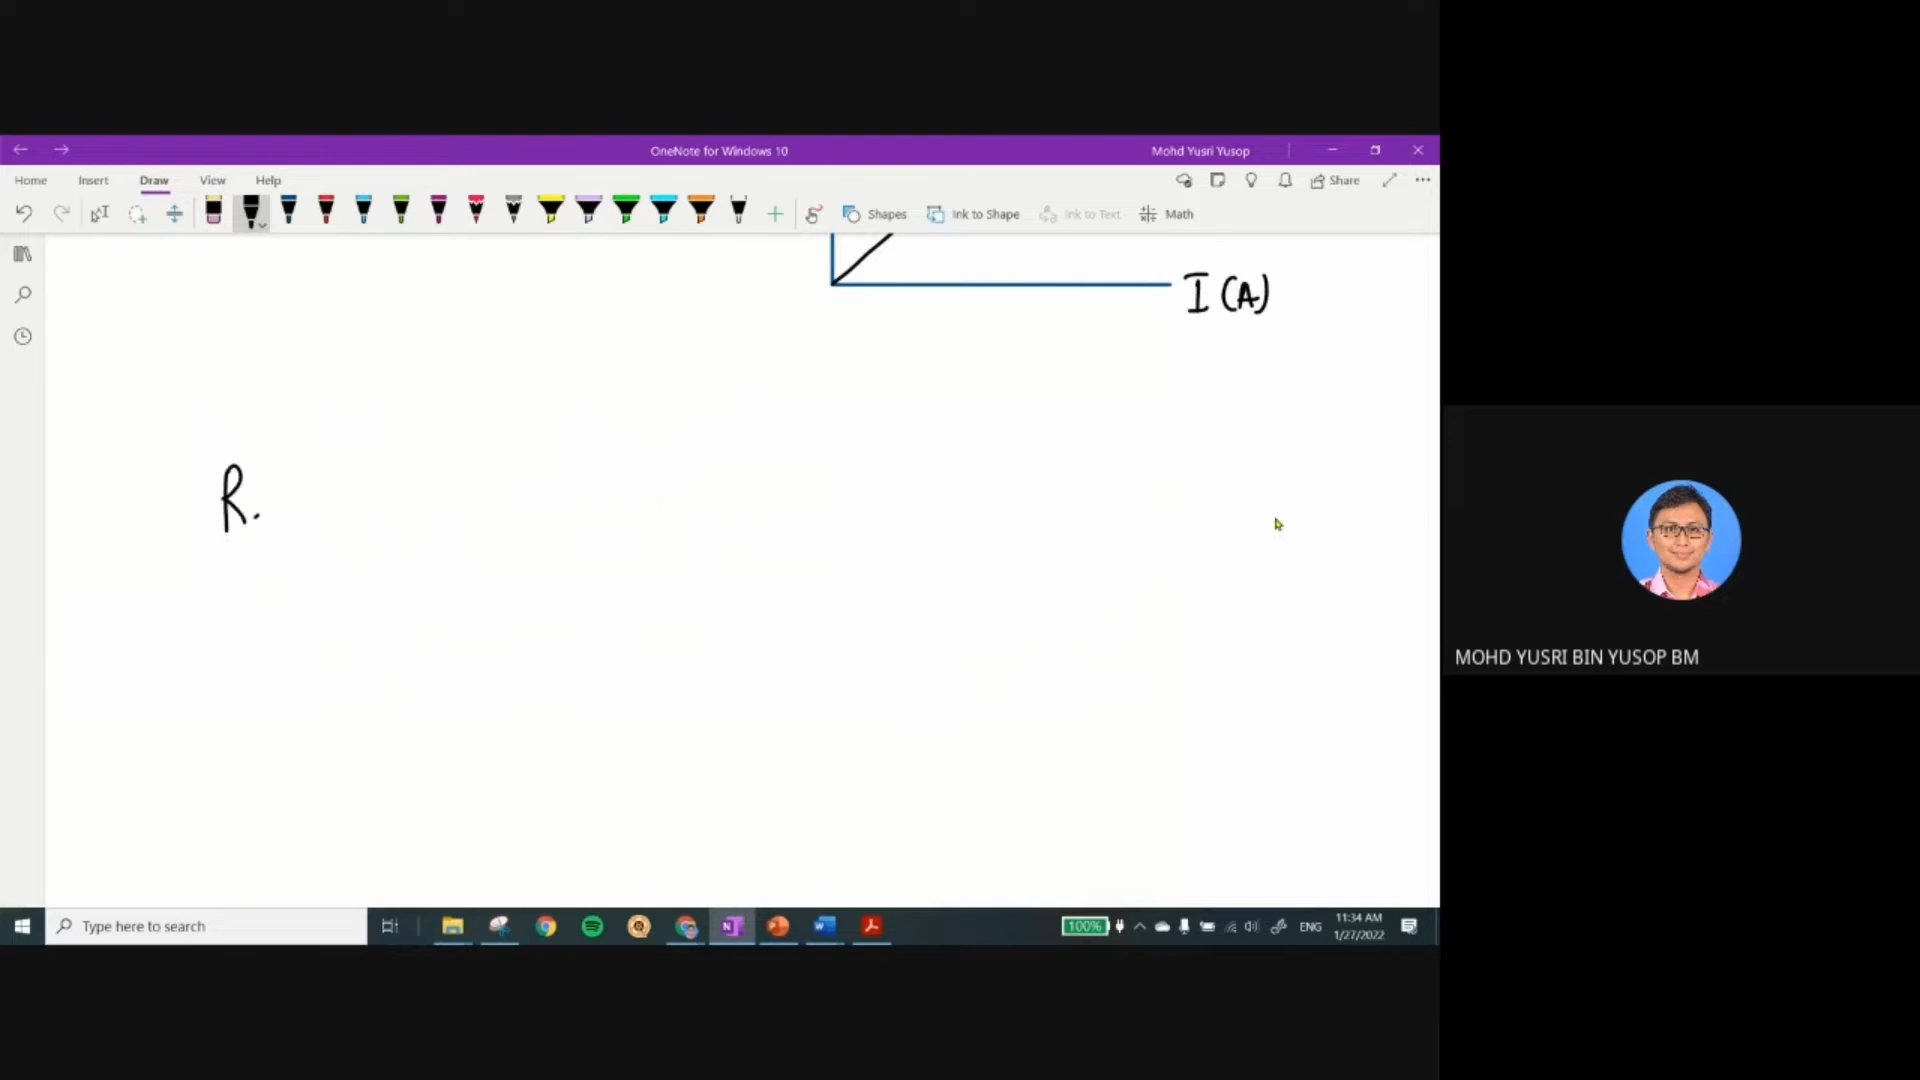 OneNote for Windows 10
Mohd Yusri Yusop
Home Insert Draw View Help
Share
Shapes Ink to Shape Ink to Text Math
I (A)
R.
MOHD YUSRI BIN YUSOP BM
Type here to search
100%
ENG
11:34 AM
1/27/2022